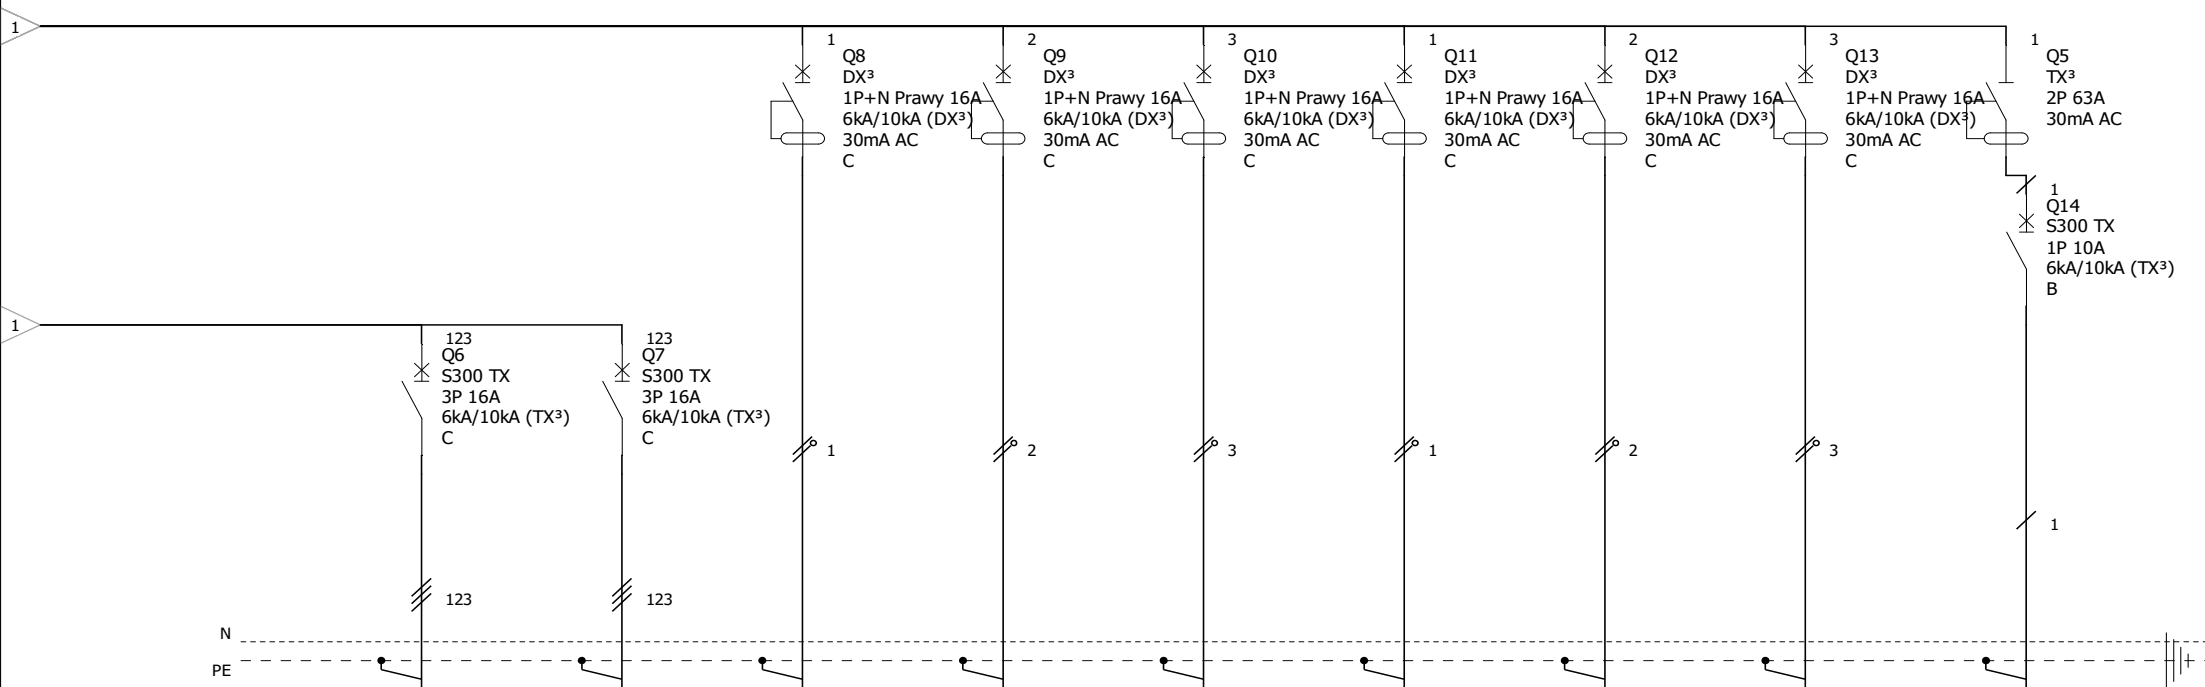 1
1
Q8
DX³
1P+N Prawy 16A
6kA/10kA (DX³)
30mA AC
C
2
Q9
DX³
1P+N Prawy 16A
6kA/10kA (DX³)
30mA AC
C
3
Q10
DX³
1P+N Prawy 16A
6kA/10kA (DX³)
30mA AC
C
1
Q11
DX³
1P+N Prawy 16A
6kA/10kA (DX³)
30mA AC
C
2
Q12
DX³
1P+N Prawy 16A
6kA/10kA (DX³)
30mA AC
C
3
Q13
DX³
1P+N Prawy 16A
6kA/10kA (DX³)
30mA AC
C
1
Q5
TX³
2P 63A
30mA AC
1
Q14
S300 TX
1P 10A
6kA/10kA (TX³)
B
1
123
Q6
S300 TX
3P 16A
6kA/10kA (TX³)
C
123
Q7
S300 TX
3P 16A
6kA/10kA (TX³)
C
1
2
3
1
2
3
1
123
123
N
PE